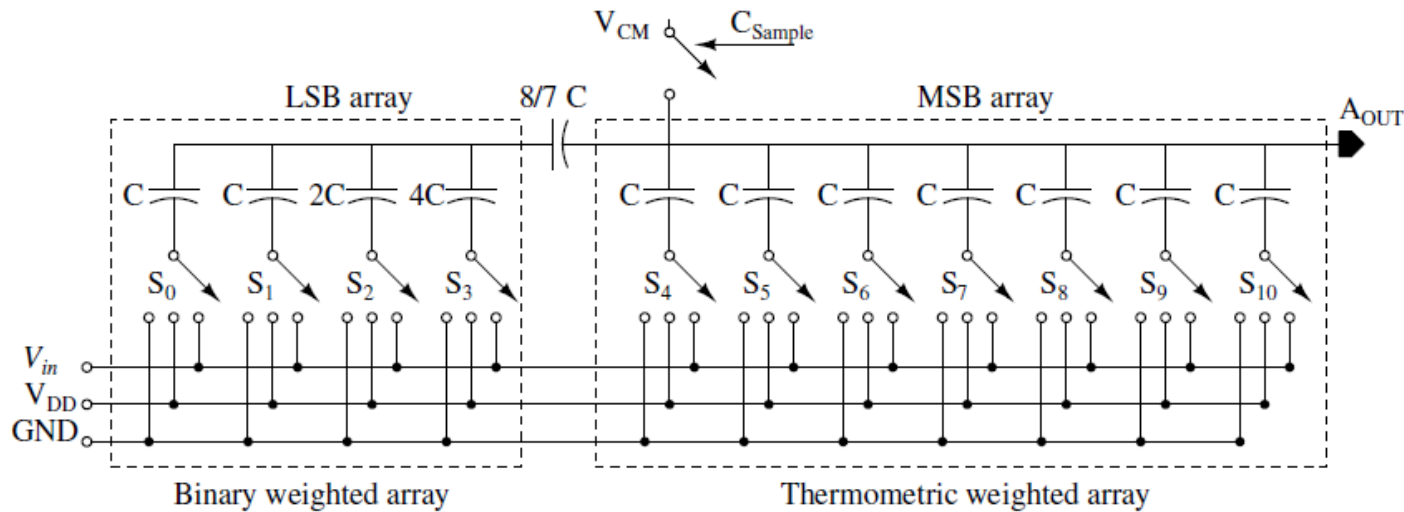 V_CM C_Sample
LSB array 8/7 C MSB array A_OUT
C C 2C 4C C C C C C C C
S_0 S_1 S_2 S_3 S_4 S_5 S_6 S_7 S_8 S_9 S_10
V_in
V_DD
GND
Binary weighted array Thermometric weighted array